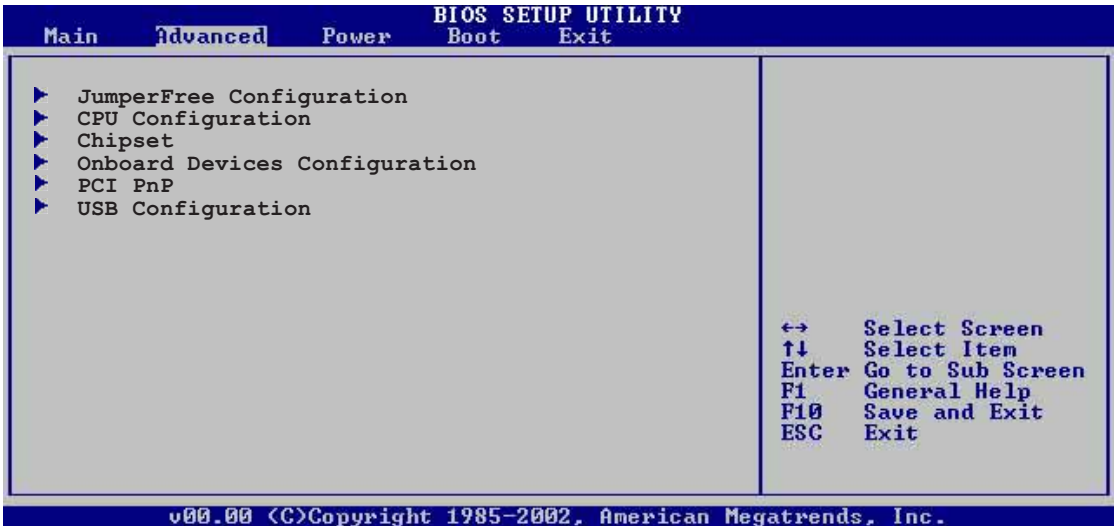 BIOS SETUP UTILITY
Main Advanced Power Boot Exit
JumperFree Configuration
CPU Configuration
Chipset
Onboard Devices Configuration
PCI PnP
USB Configuration
←→ Select Screen
↑↓ Select Item
Enter Go to Sub Screen
F1 General Help
F10 Save and Exit
ESC Exit
v00.00 (C)Copyright 1985-2002, American Megatrends, Inc.